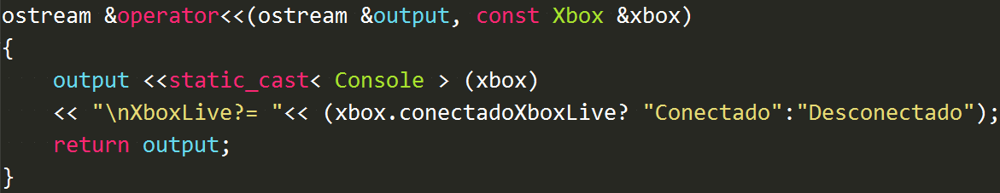 ostream &operator<<(ostream &output, const Xbox &xbox)
{
    output <<static_cast< Console > (xbox)
    << "\nXboxLive?= "<< (xbox.conectadoXboxLive? "Conectado":"Desconectado");
    return output;
}